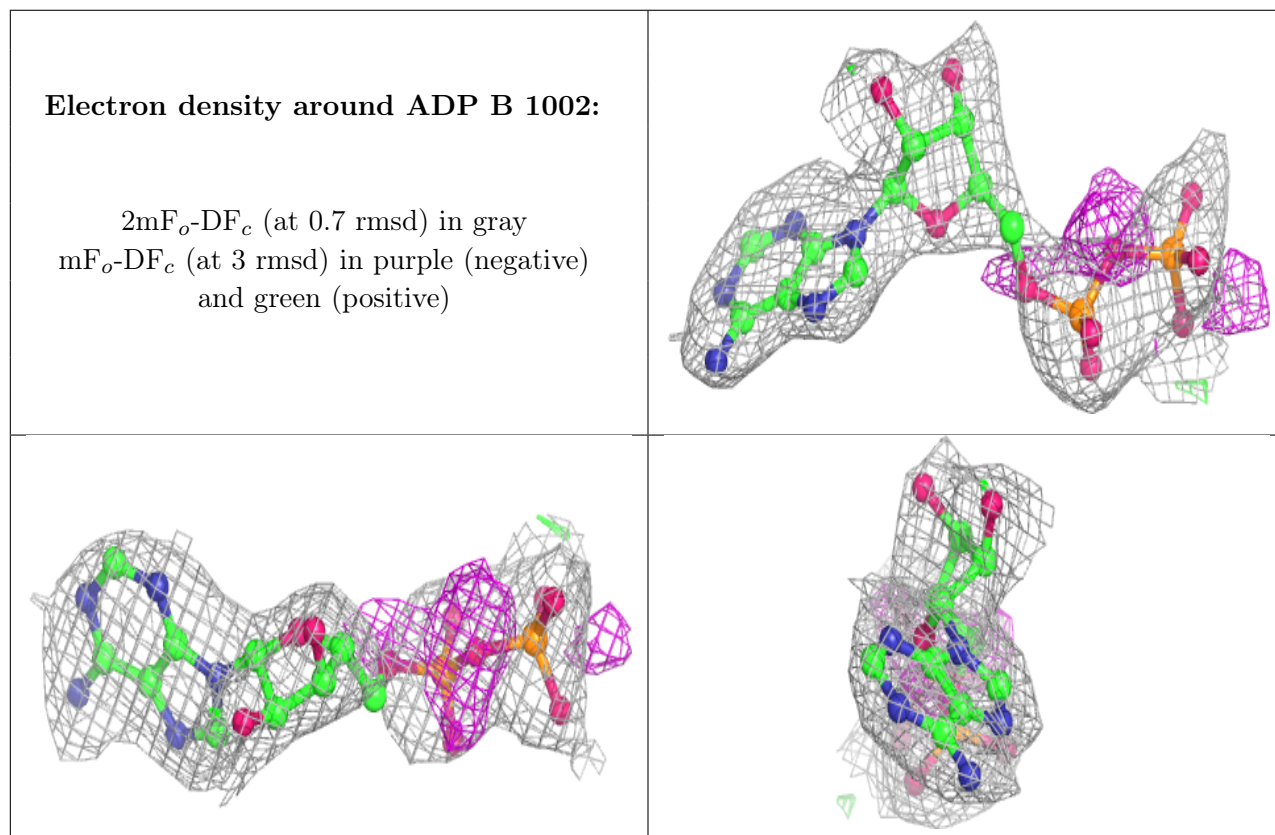 Electron density around ADP B 1002:
2mFo-DFc (at 0.7 rmsd) in gray
mFo-DFc (at 3 rmsd) in purple (negative)
and green (positive)